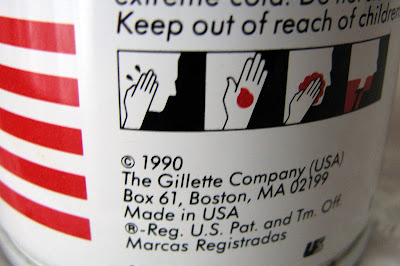 extreme cold. Do not
Keep out of reach of children
© 1990
The Gillette Company (USA)
Box 61, Boston, MA 02199
Made in USA
®-Reg. U.S. Pat. and Tm. Off.
Marcas Registradas